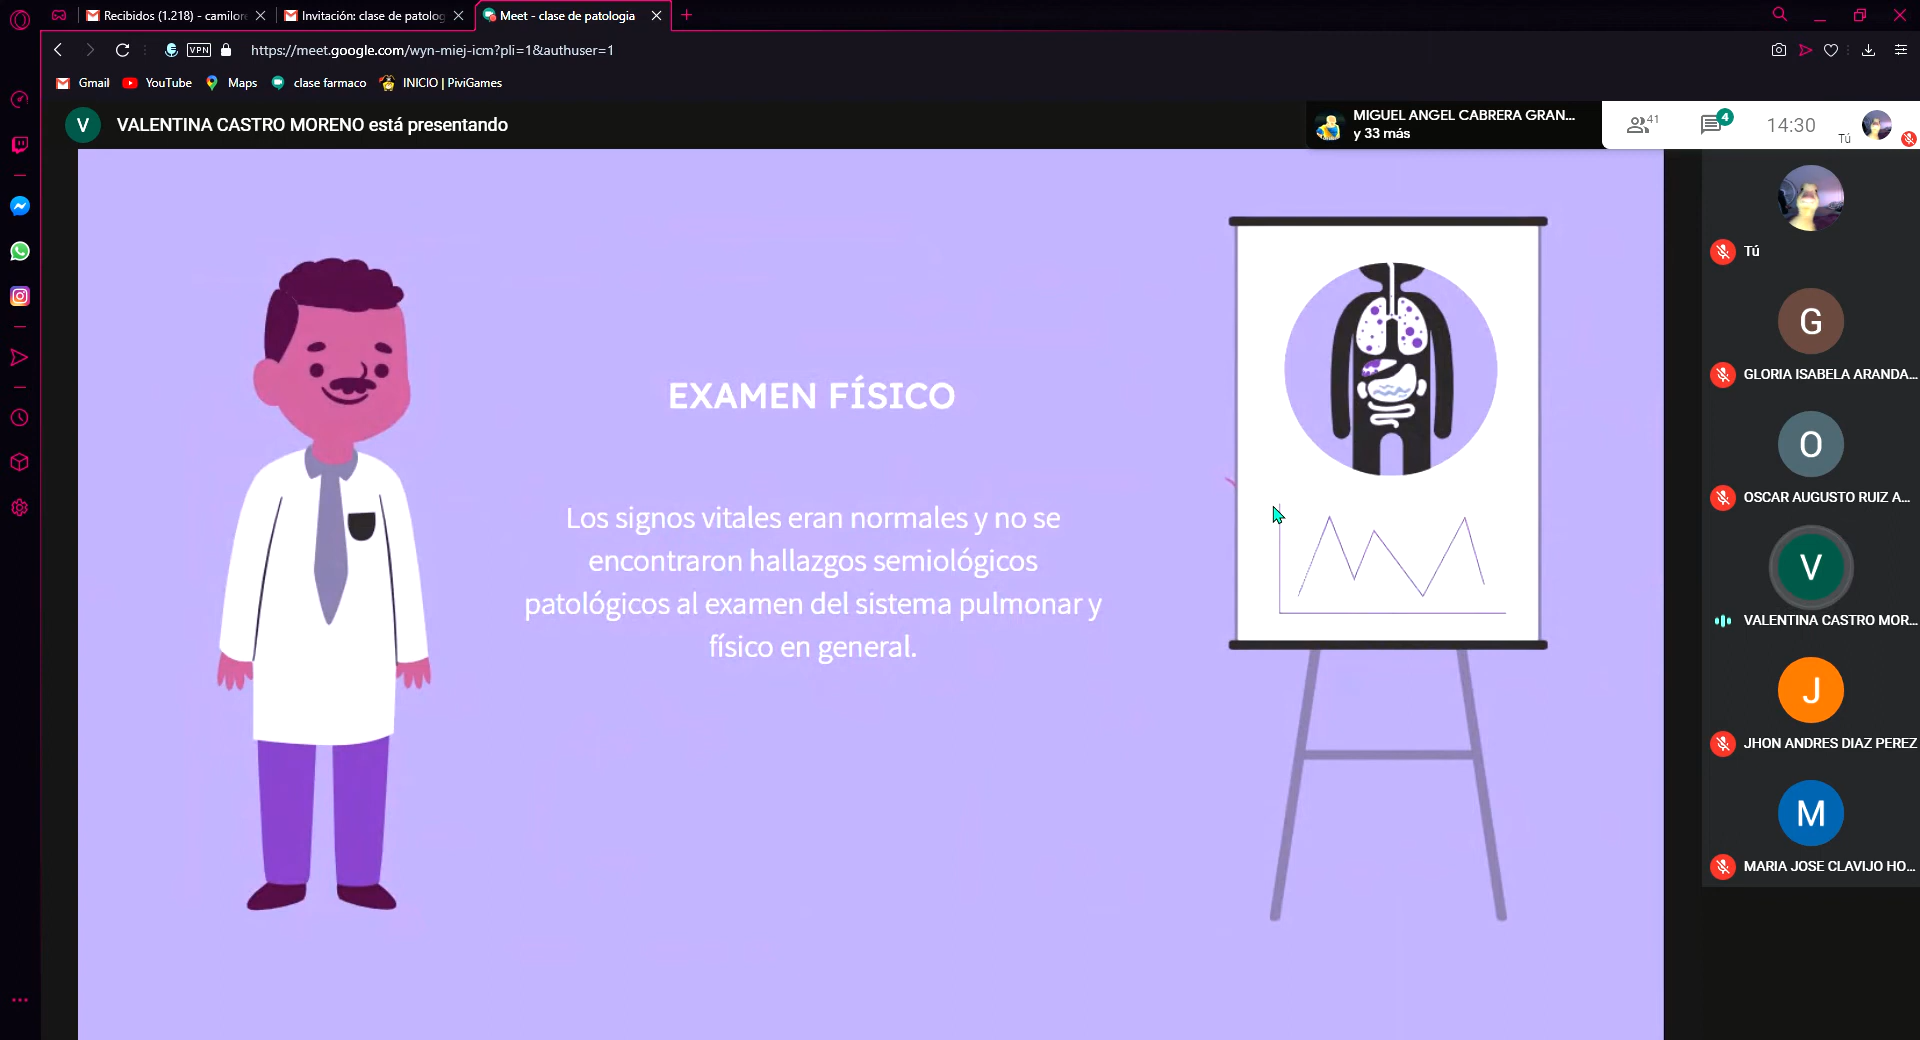 Recibidos (1.218) - camilore
Invitación: clase de patolog
Meet - clase de patologia
VPN
https://meet.google.com/wyn-miej-icm?pli=1&authuser=1
Gmail
YouTube
Maps
clase farmaco
INICIO | PiviGames
V
VALENTINA CASTRO MORENO está presentando
MIGUEL ANGEL CABRERA GRAN...
y 33 más
41
4
14:30
Tú
EXAMEN FÍSICO
Los signos vitales eran normales y no se
encontraron hallazgos semiológicos
patológicos al examen del sistema pulmonar y
físico en general.
Tú
G
GLORIA ISABELA ARANDA...
O
OSCAR AUGUSTO RUIZ A...
V
VALENTINA CASTRO MOR...
J
JHON ANDRES DIAZ PEREZ
M
MARIA JOSE CLAVIJO HO...